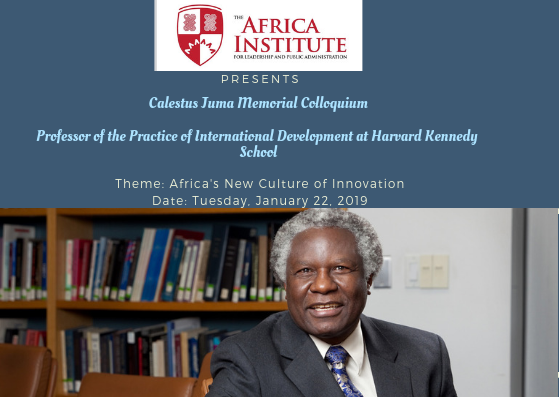 THE AFRICA
INSTITUTE
FOR LEADERSHIP AND PUBLIC ADMINISTRATION
PRESENTS
Calestus Juma Memorial Colloquium
Professor of the Practice of International Development at Harvard Kennedy
School
Theme: Africa's New Culture of Innovation
Date: Tuesday, January 22, 2019